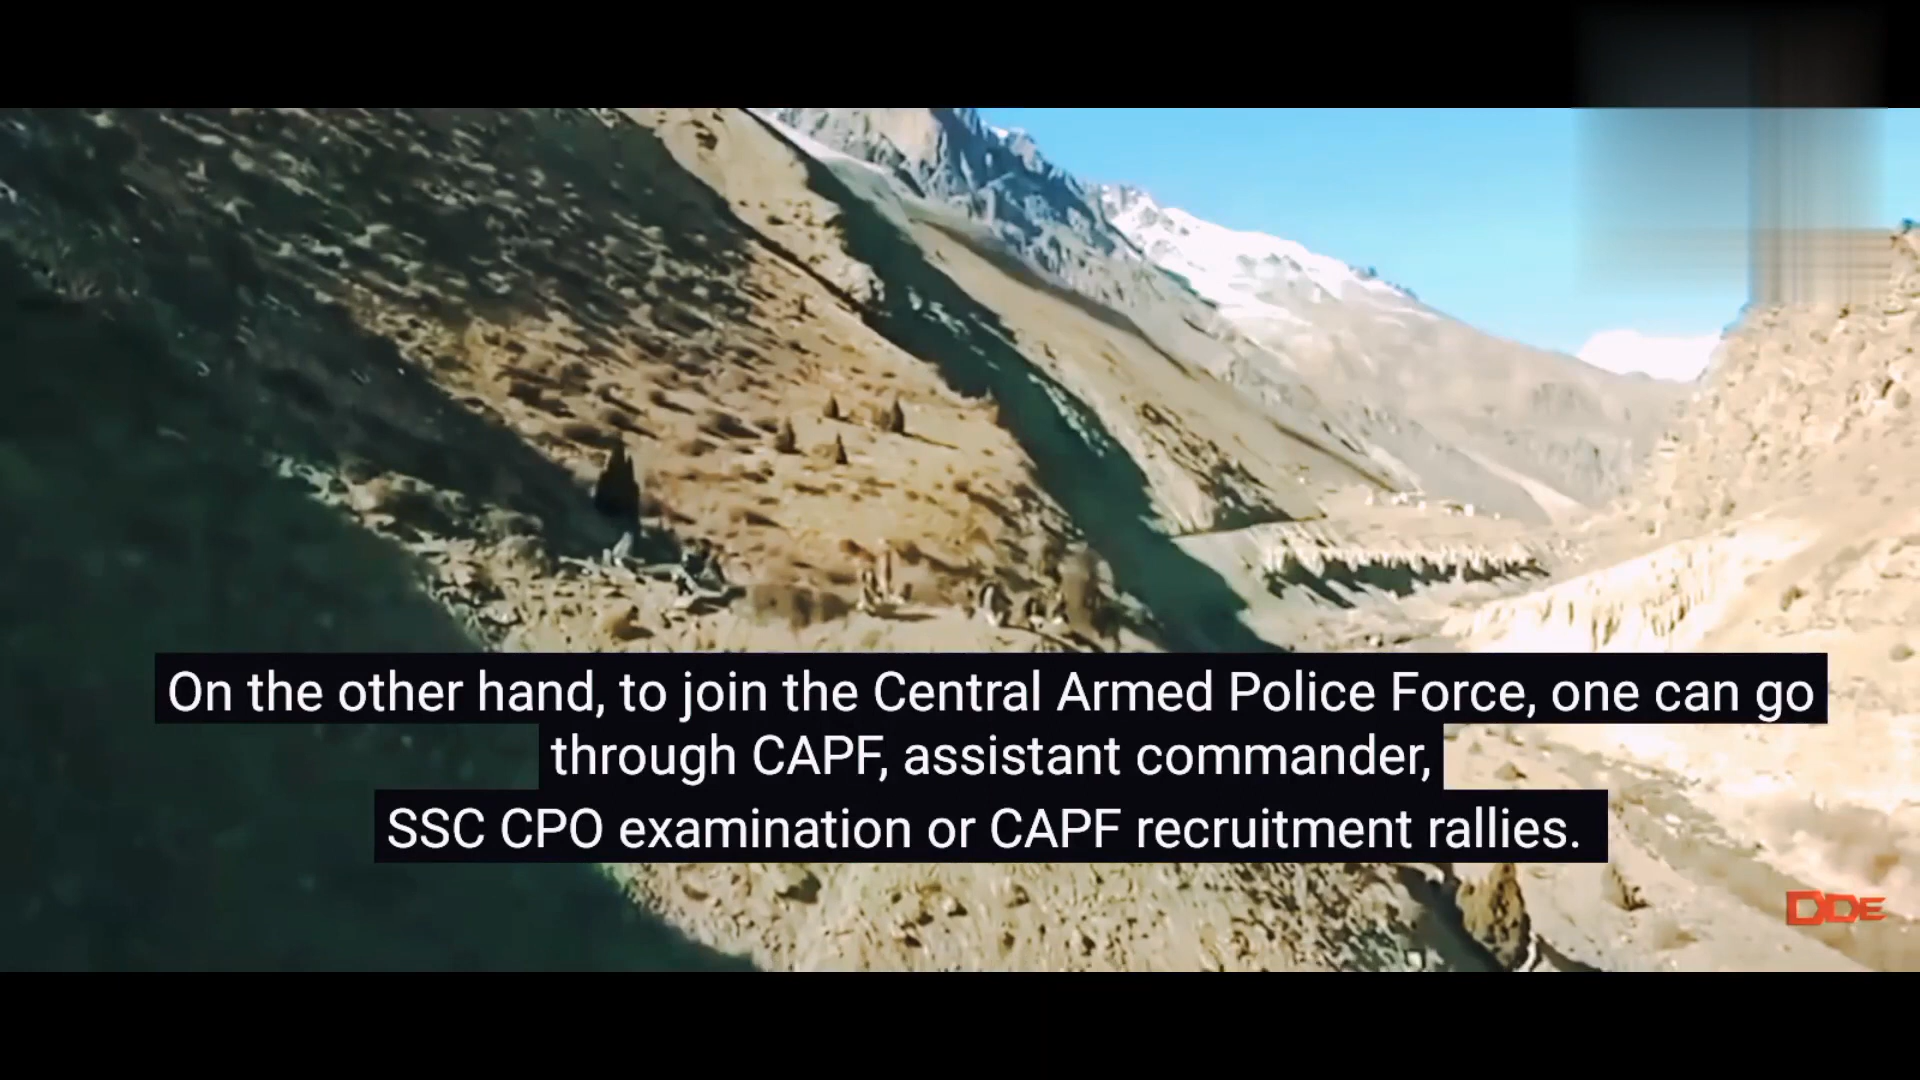 On the other hand, to join the Central Armed Police Force, one can go
through CAPF, assistant commander,
SSC CPO examination or CAPF recruitment rallies.
DDE